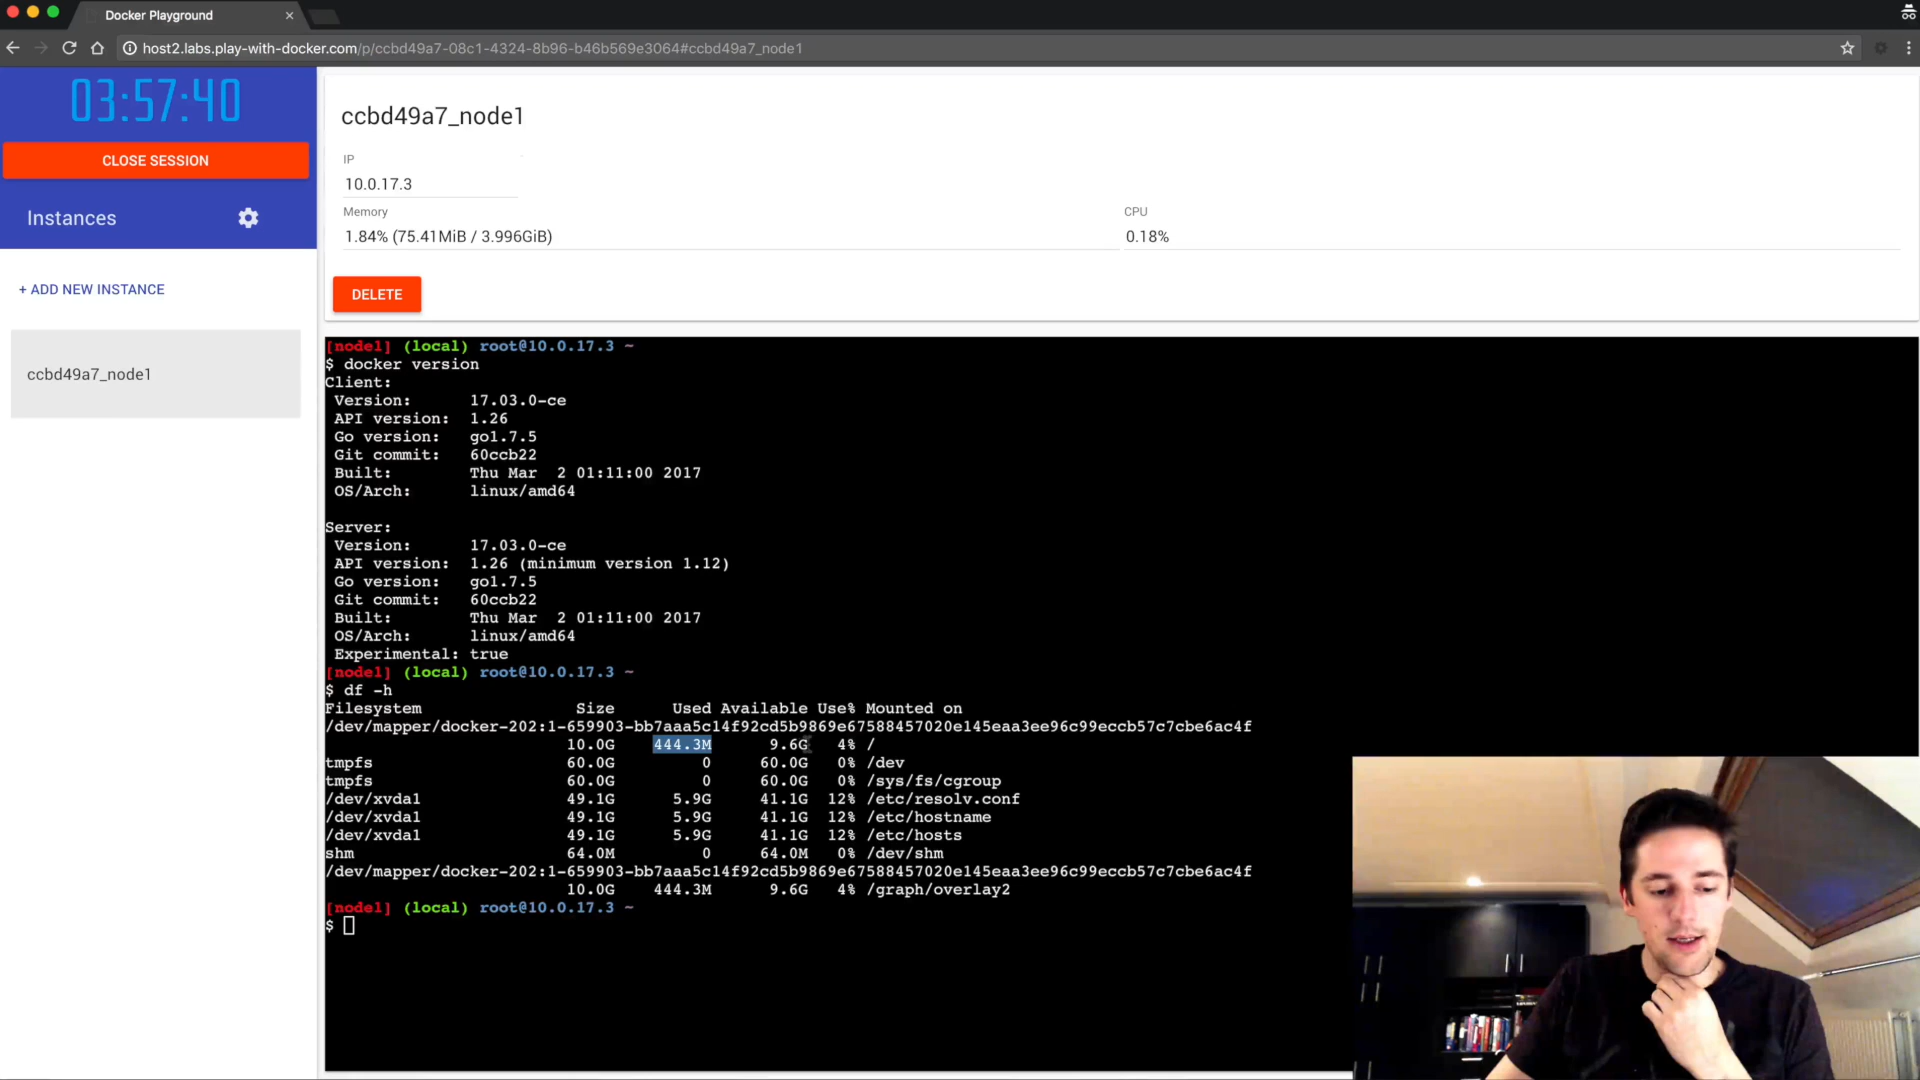 Docker Playground
host2.labs.play-with-docker.com/p/ccbd49a7-08c1-4324-8b96-b46b569e3064#ccbd49a7_node1
03:57:40
CLOSE SESSION
Instances
+ ADD NEW INSTANCE
ccbd49a7_node1
ccbd49a7_node1
IP
10.0.17.3
Memory
CPU
1.84% (75.41MiB / 3.996GiB)
0.18%
DELETE
[node1] (local) root@10.0.17.3 ~
$ docker version
Client:
Version: 17.03.0-ce
API version: 1.26
Go version: go1.7.5
Git commit: 60ccb22
Built: Thu Mar  2 01:11:00 2017
OS/Arch: linux/amd64
Server:
Version: 17.03.0-ce
API version: 1.26 (minimum version 1.12)
Go version: go1.7.5
Git commit: 60ccb22
Built: Thu Mar  2 01:11:00 2017
OS/Arch: linux/amd64
Experimental: true
[node1] (local) root@10.0.17.3 ~
$ df -h
Filesystem Size Used Available Use% Mounted on
/dev/mapper/docker-202:1-659903-bb7aaa5c14f92cd5b9869e67588457020e145eaa3ee96c99eccb57c7cbe6ac4f
10.0G 444.3M 9.6G 4% /
tmpfs 60.0G 0 60.0G 0% /dev
tmpfs 60.0G 0 60.0G 0% /sys/fs/cgroup
/dev/xvda1 49.1G 5.9G 41.1G 12% /etc/resolv.conf
/dev/xvda1 49.1G 5.9G 41.1G 12% /etc/hostname
/dev/xvda1 49.1G 5.9G 41.1G 12% /etc/hosts
shm 64.0M 0 64.0M 0% /dev/shm
/dev/mapper/docker-202:1-659903-bb7aaa5c14f92cd5b9869e67588457020e145eaa3ee96c99eccb57c7cbe6ac4f
10.0G 444.3M 9.6G 4% /graph/overlay2
[node1] (local) root@10.0.17.3 ~
$